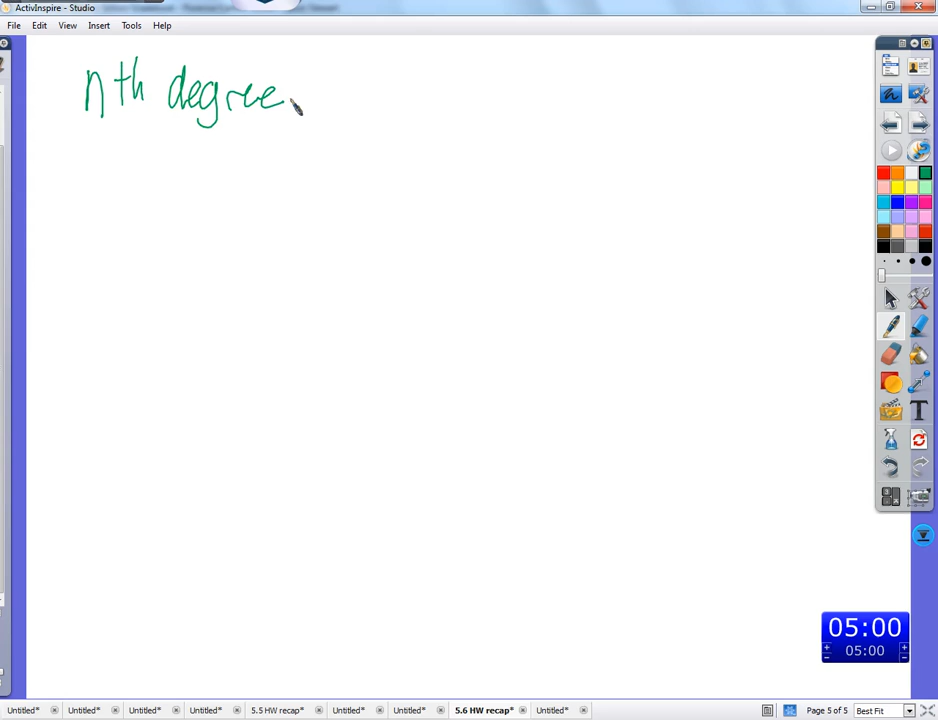 ActivInspire - Studio
File Edit View Insert Tools Help
nth degree
05:00
05:00
Untitled* Untitled* Untitled* Untitled* 5.5 HW recap* Untitled* Untitled* 5.6 HW recap* Untitled* Page 5 of 5 Best Fit